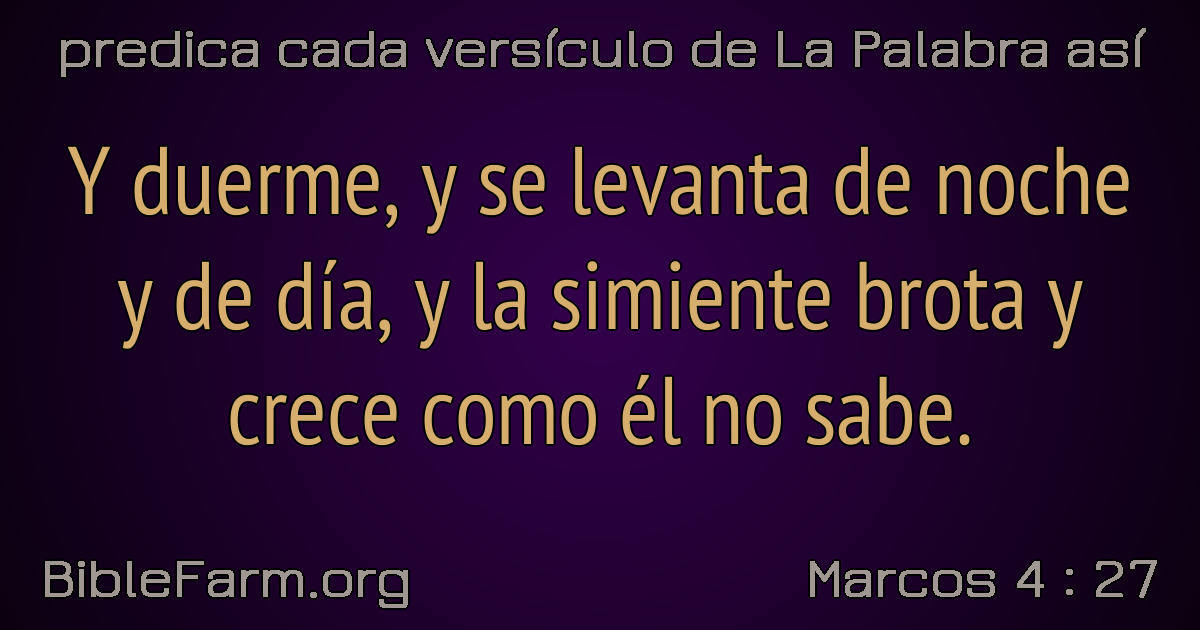 predica cada versículo de La Palabra así
Y duerme, y se levanta de noche
y de día, y la simiente brota y
crece como él no sabe.
BibleFarm.org
Marcos 4 : 27